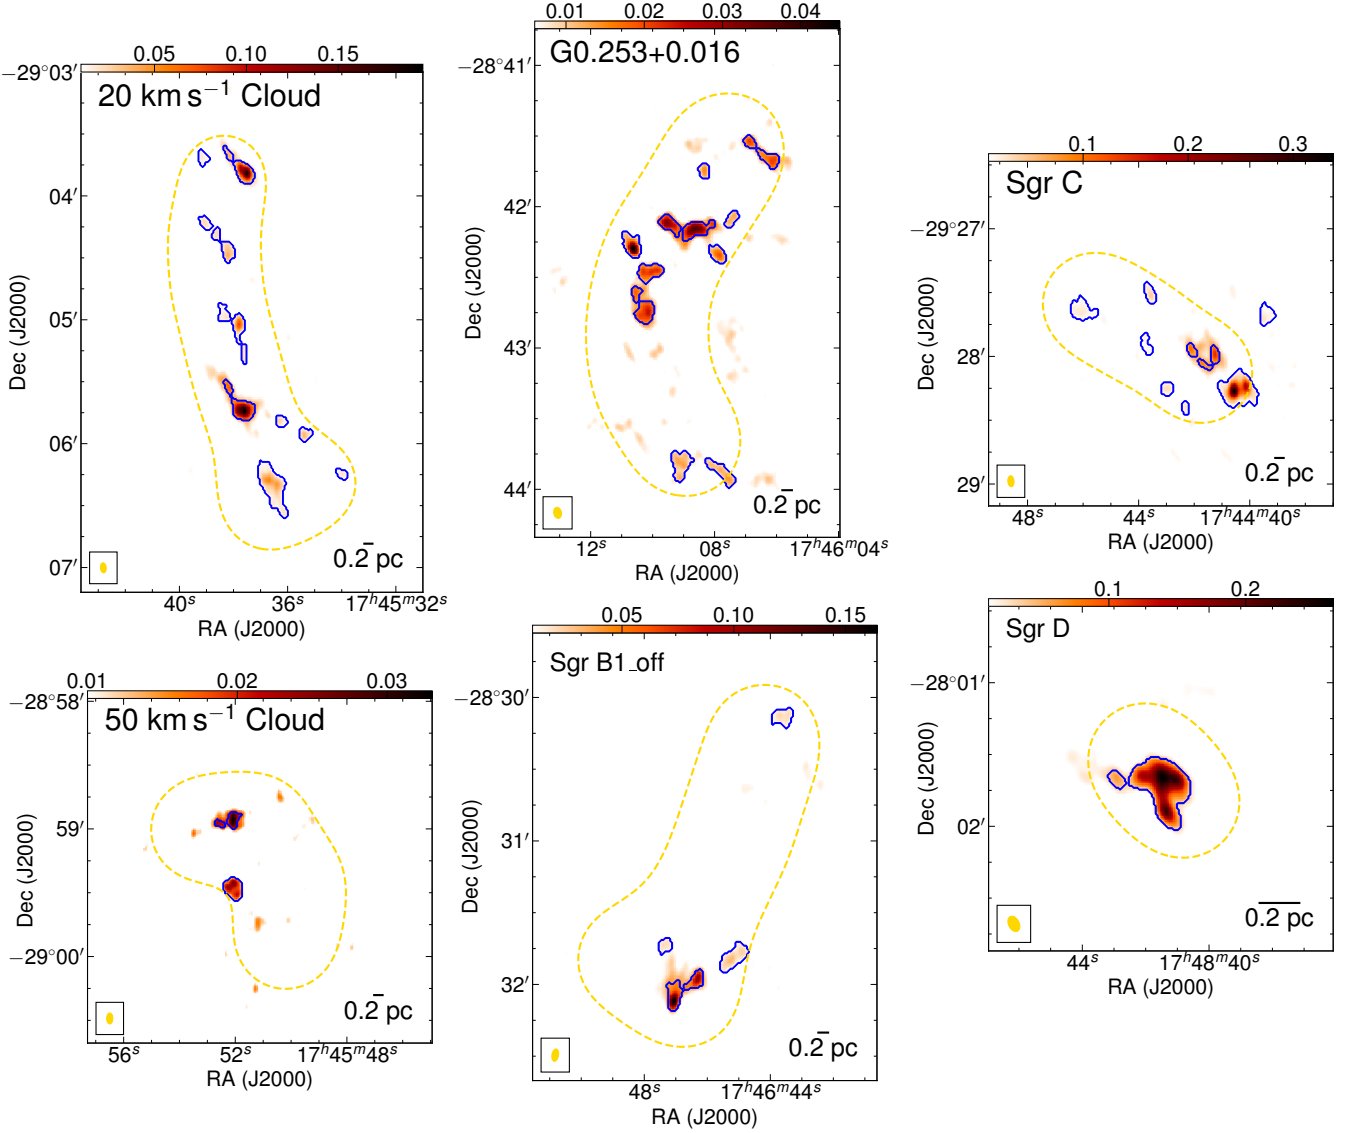 0.05 0.10 0.15
20 km s⁻¹ Cloud
−29°03′
04′
05′
06′
07′
Dec (J2000)
0.2 pc
40ˢ 36ˢ 17ʰ45ᵐ32ˢ
RA (J2000)
0.01 0.02 0.03 0.04
G0.253+0.016
−28°41′
42′
43′
44′
Dec (J2000)
0.2 pc
12ˢ 08ˢ 17ʰ46ᵐ04ˢ
RA (J2000)
0.1 0.2 0.3
Sgr C
−29°27′
28′
29′
Dec (J2000)
0.2 pc
48ˢ 44ˢ 17ʰ44ᵐ40ˢ
RA (J2000)
0.01 0.02 0.03
50 km s⁻¹ Cloud
−28°58′
59′
−29°00′
Dec (J2000)
0.2 pc
56ˢ 52ˢ 17ʰ45ᵐ48ˢ
RA (J2000)
0.05 0.10 0.15
Sgr B1_off
−28°30′
31′
32′
Dec (J2000)
0.2 pc
48ˢ 17ʰ46ᵐ44ˢ
RA (J2000)
0.1 0.2
Sgr D
−28°01′
02′
Dec (J2000)
0.2 pc
44ˢ 17ʰ48ᵐ40ˢ
RA (J2000)